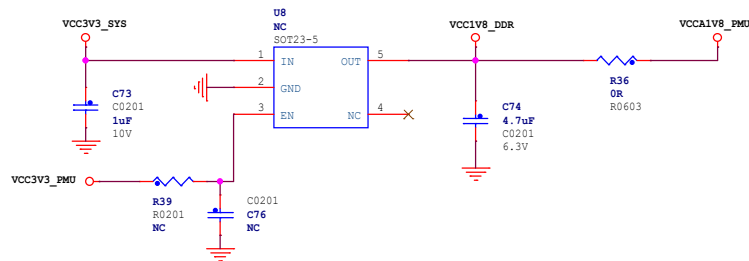 U8
NC
SOT23-5
VCC3V3_SYS
VCC1V8_DDR
VCCA1V8_PMU
1
IN
OUT
5
2
GND
3
EN
NC
4
C73
C0201
1uF
10V
C74
4.7uF
C0201
6.3V
R36
0R
R0603
VCC3V3_PMU
R39
R0201
NC
C0201
C76
NC